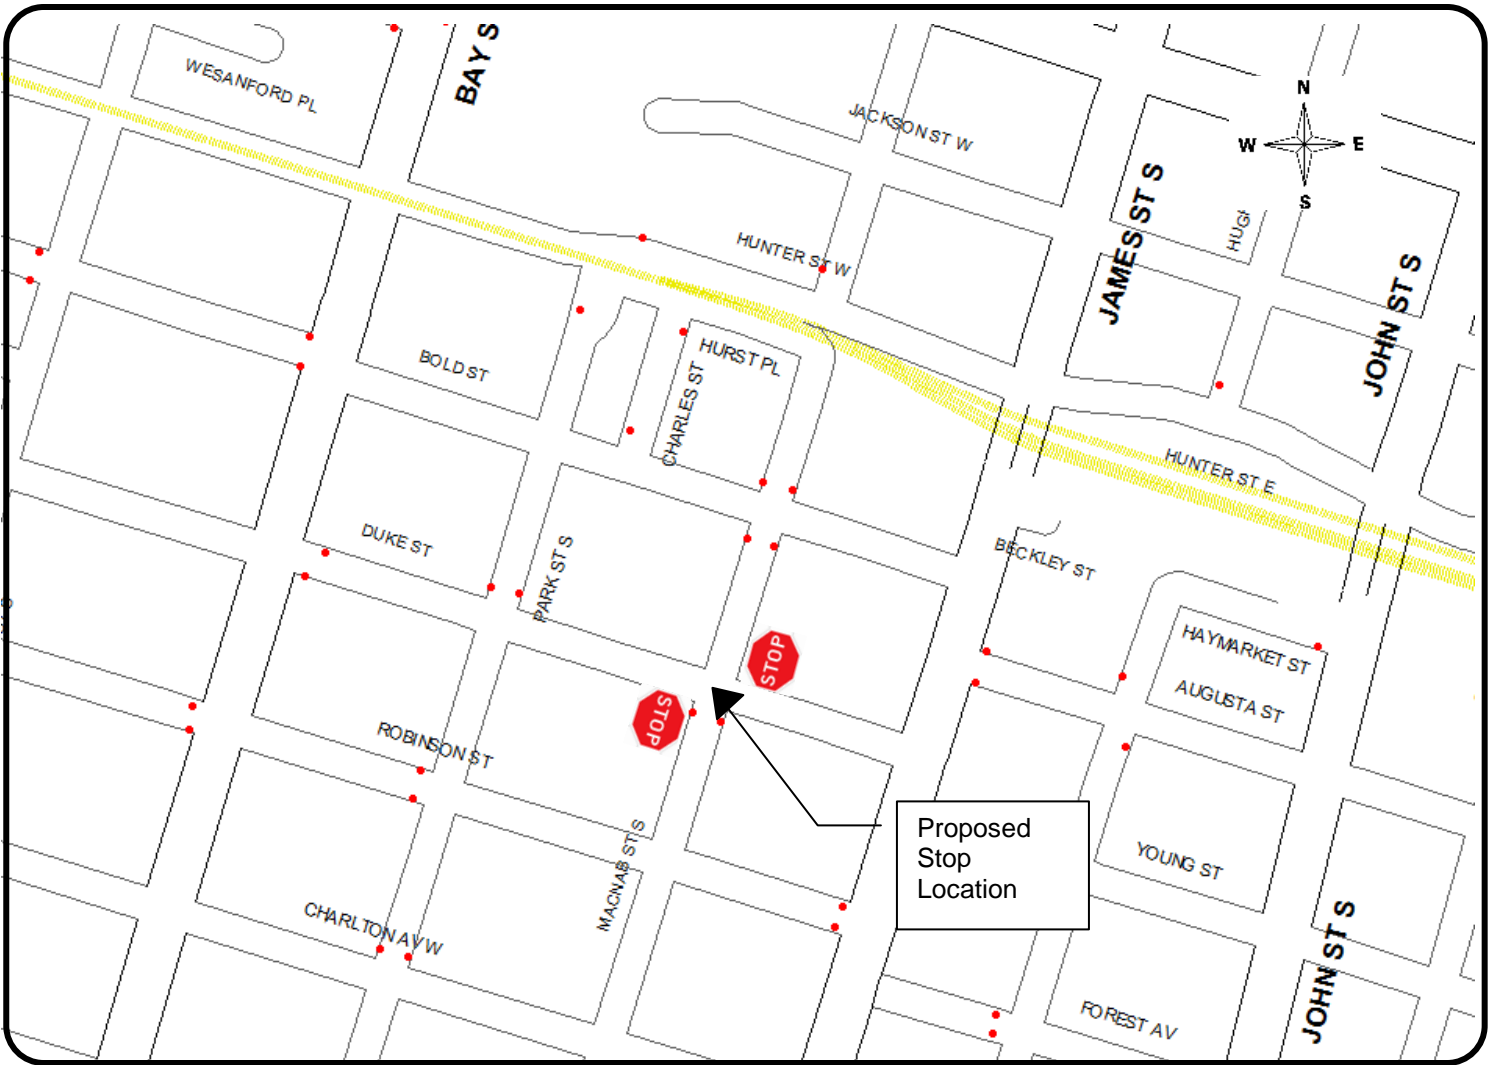 BAY S
WESANFORD PL
JACKSON ST W
N
W
E
S
JAMES ST S
HUGH
HUNTER ST W
JOHN ST S
HURST PL
BOLD ST
CHARLES ST
HUNTER ST E
DUKE ST
PARK ST S
BECKLEY ST
STOP
HAYMARKET ST
STOP
AUGUSTA ST
ROBINSON ST
Proposed
Stop
Location
MACNAB ST S
YOUNG ST
CHARLTON AV W
JOHN ST S
FOREST AV